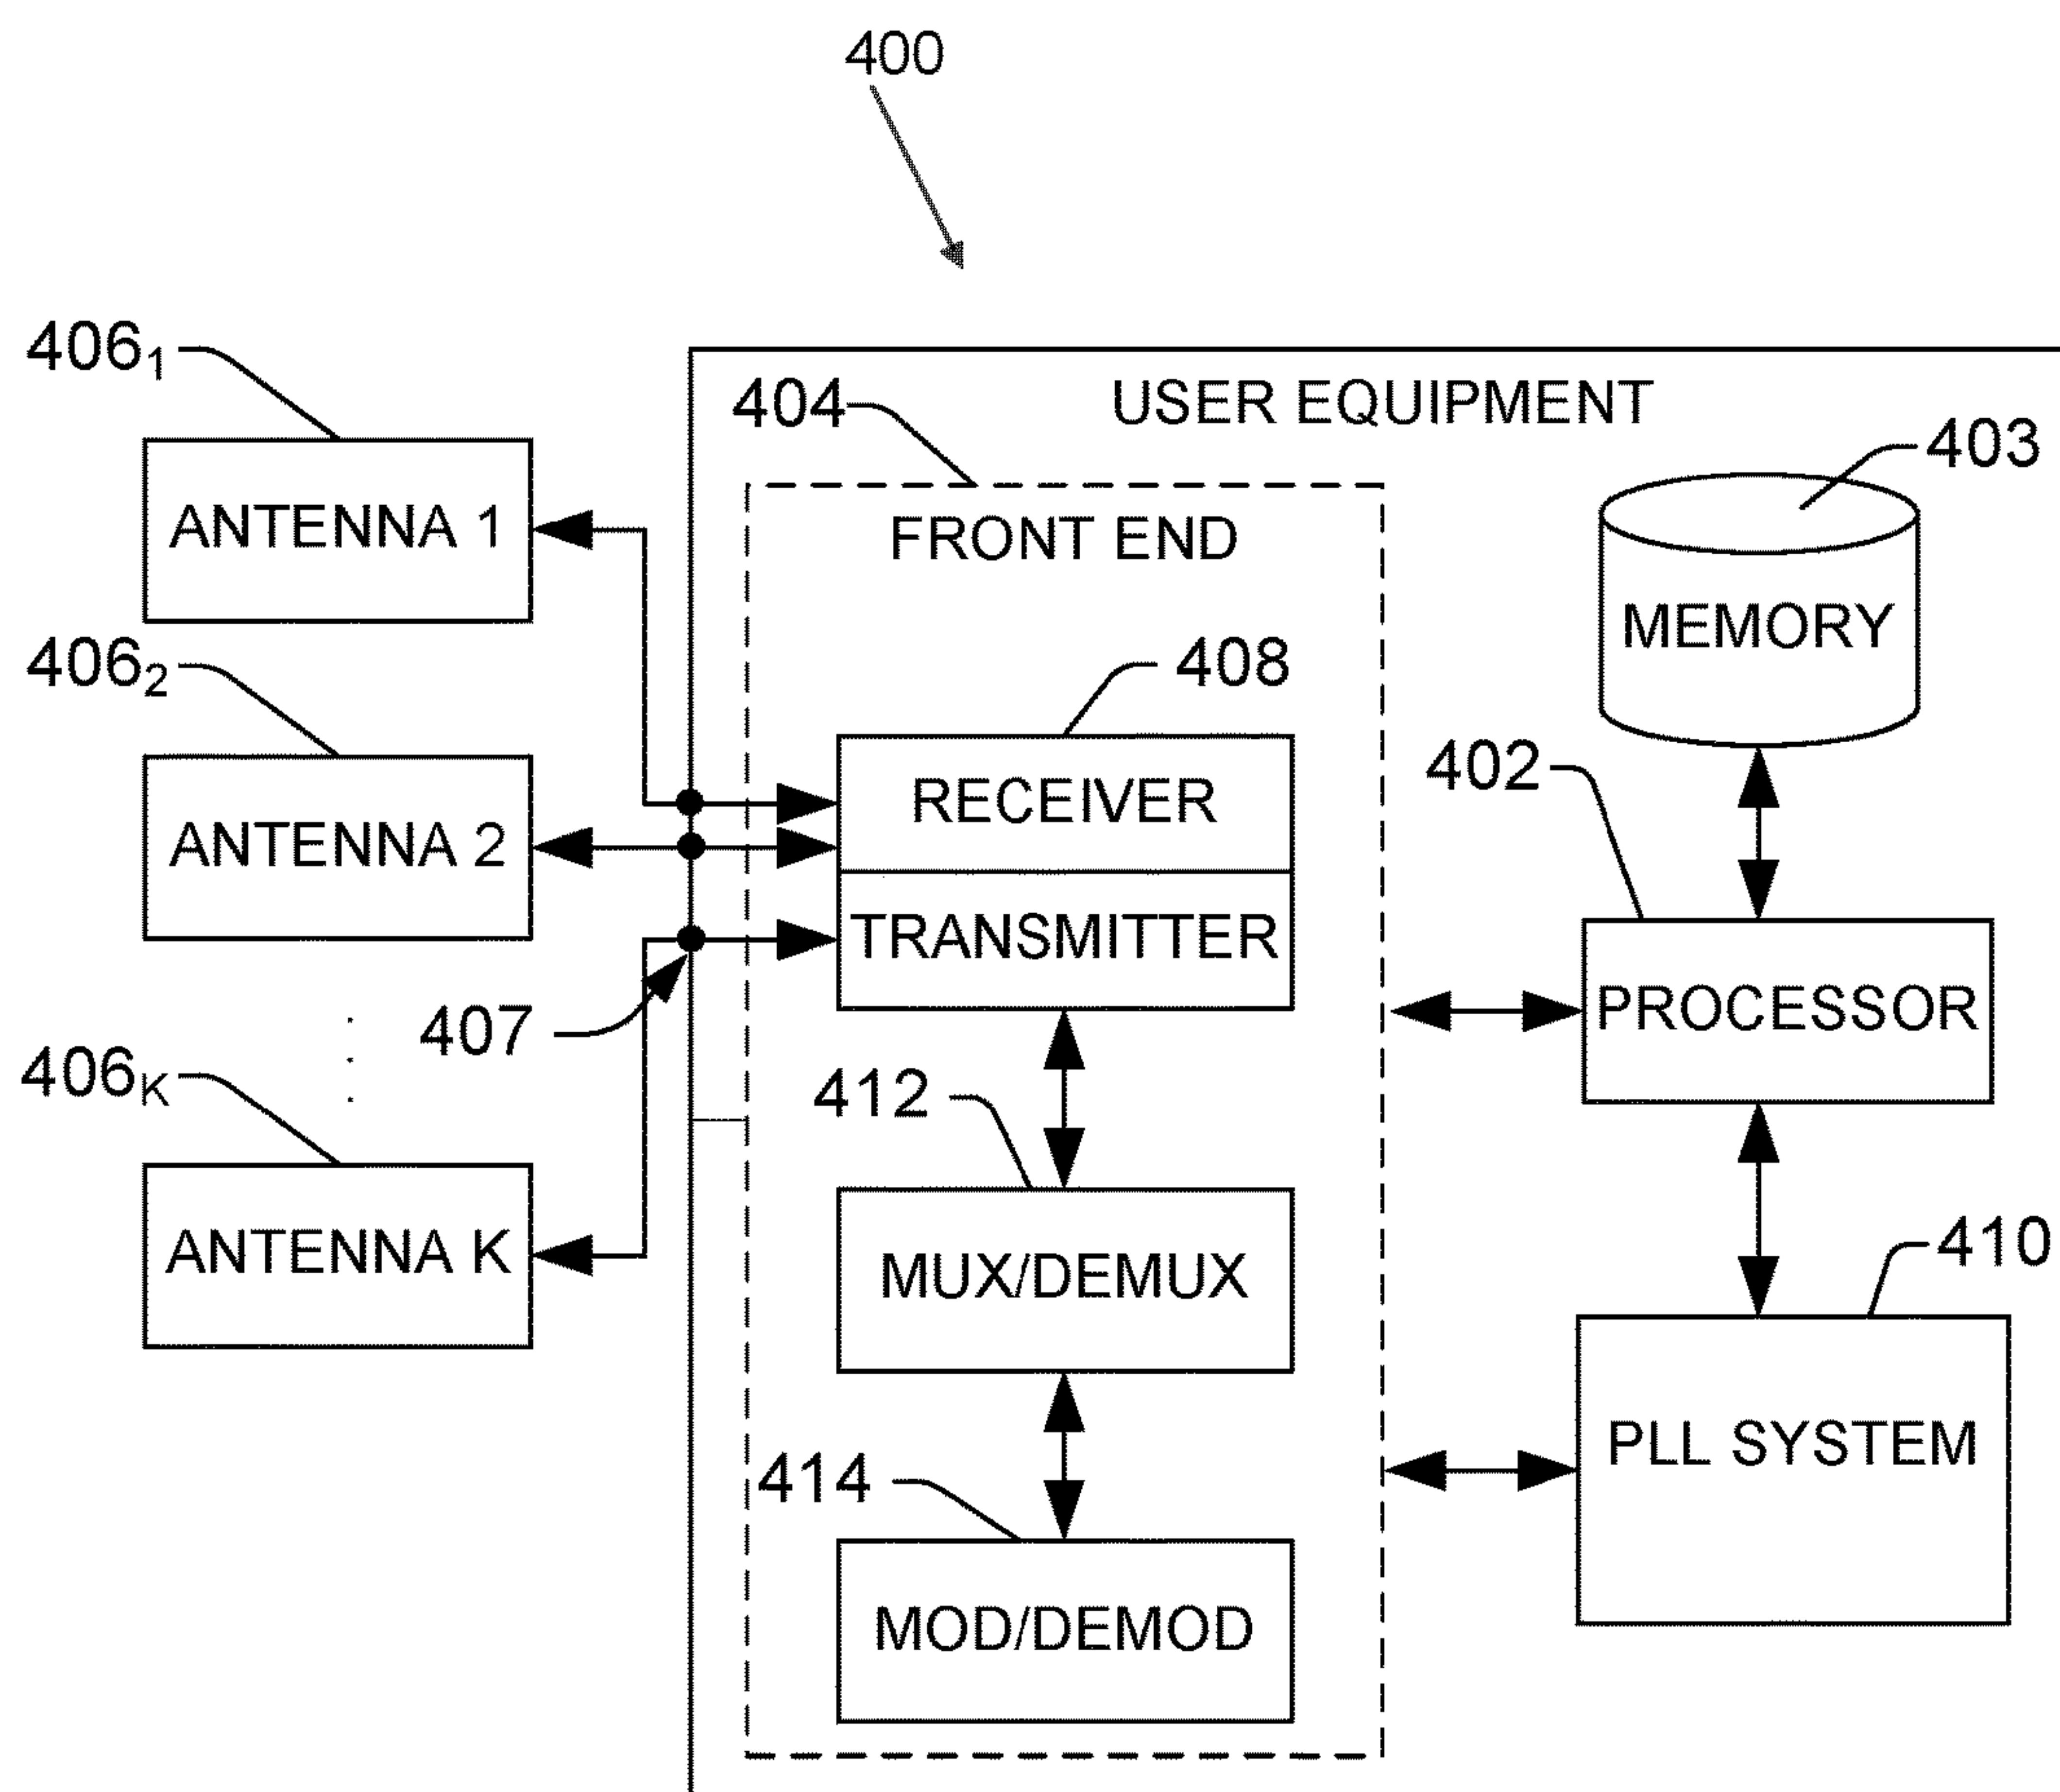 400
406₁
USER EQUIPMENT
404
403
ANTENNA 1
FRONT END
MEMORY
406₂
408
402
RECEIVER
ANTENNA 2
TRANSMITTER
PROCESSOR
407
406K
412
410
ANTENNA K
MUX/DEMUX
PLL SYSTEM
414
MOD/DEMOD